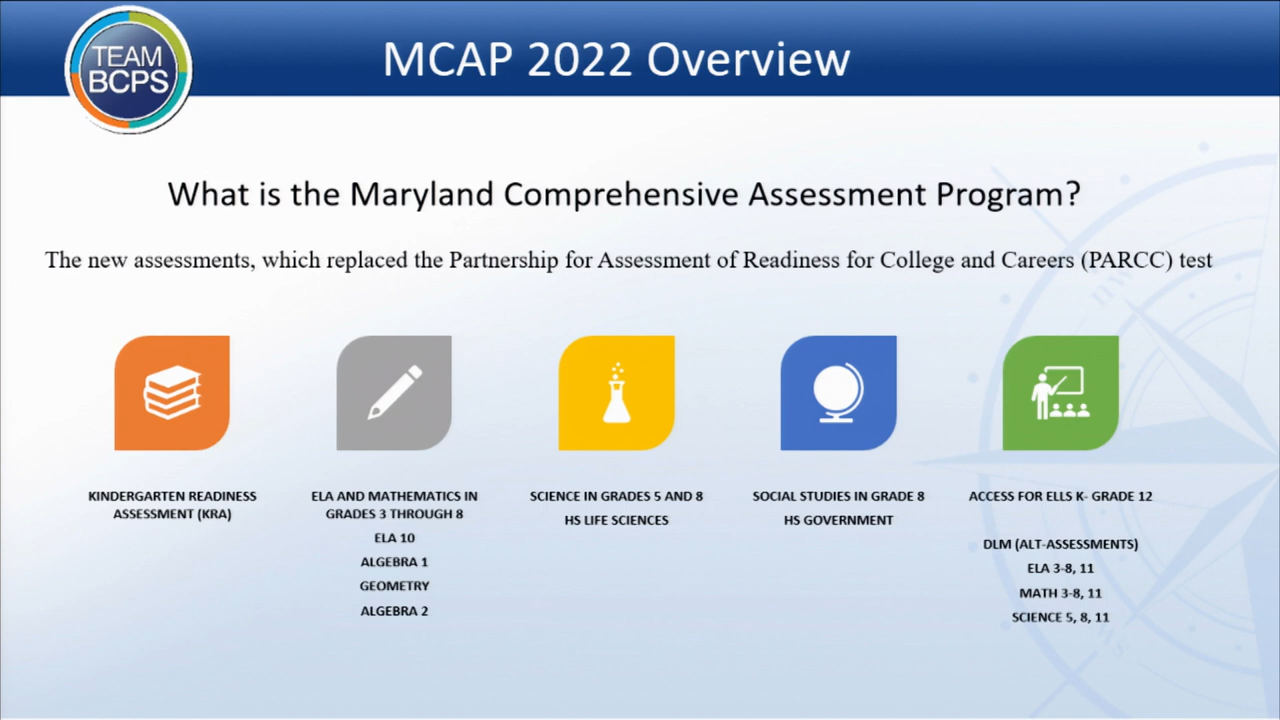 TEAM
BCPS
MCAP 2022 Overview
What is the Maryland Comprehensive Assessment Program?
The new assessments, which replaced the Partnership for Assessment of Readiness for College and Careers (PARCC) test
KINDERGARTEN READINESS
ASSESSMENT (KRA)
ELA AND MATHEMATICS IN
GRADES 3 THROUGH 8
ELA 10
ALGEBRA 1
GEOMETRY
ALGEBRA 2
SCIENCE IN GRADES 5 AND 8
HS LIFE SCIENCES
SOCIAL STUDIES IN GRADE 8
HS GOVERNMENT
ACCESS FOR ELLS K- GRADE 12
DLM (ALT-ASSESSMENTS)
ELA 3-8, 11
MATH 3-8, 11
SCIENCE 5, 8, 11